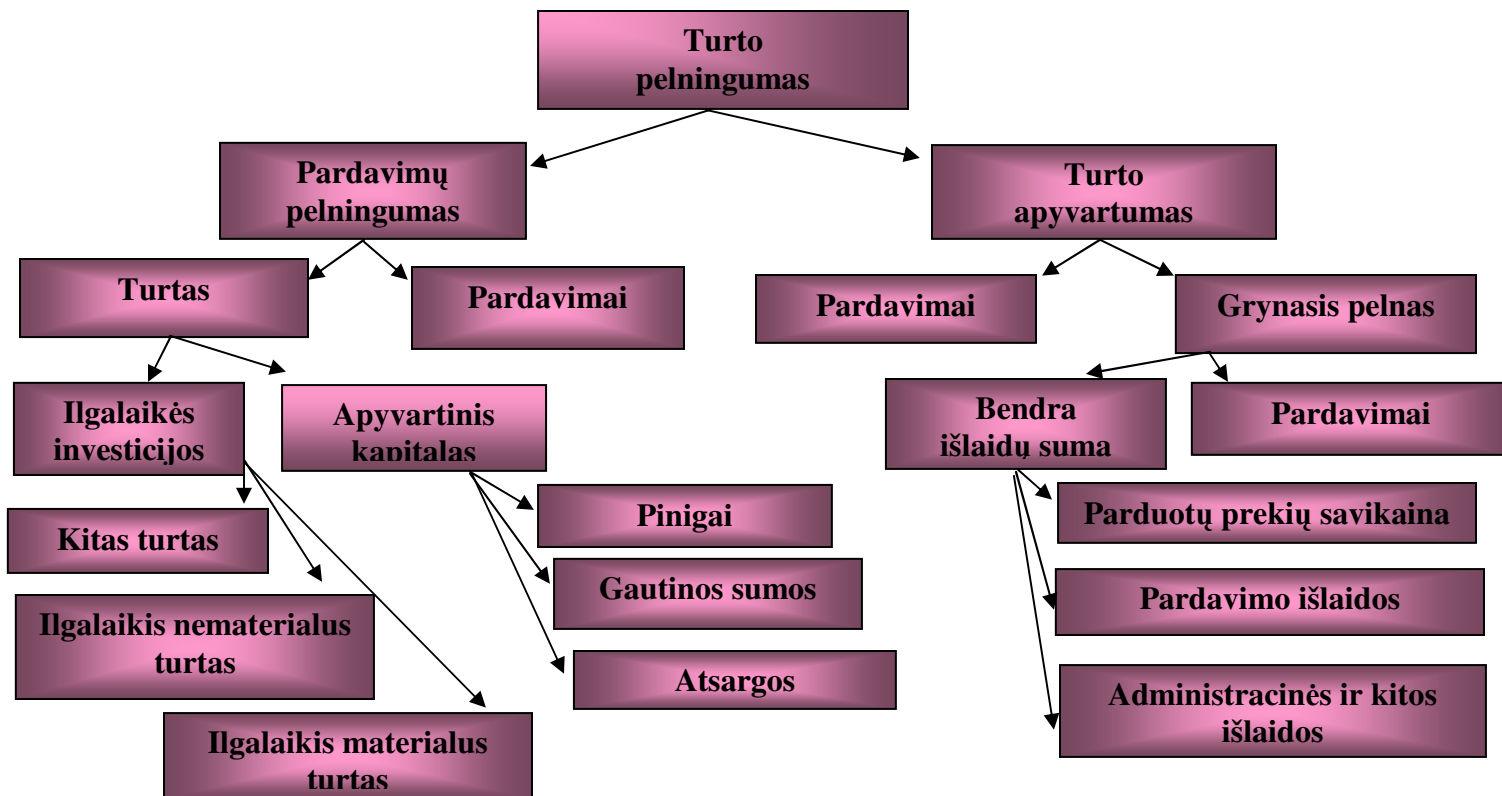 Turto
pelningumas
Pardavimų
pelningumas
Turto
apyvartumas
Turtas
Pardavimai
Pardavimai
Grynasis pelnas
Ilgalaikės
investicijos
Apyvartinis
kapitalas
Bendra
išlaidų suma
Pardavimai
Kitas turtas
Pinigai
Parduotų prekių savikaina
Gautinos sumos
Pardavimo išlaidos
Ilgalaikis nematerialus
turtas
Atsargos
Administracinės ir kitos
išlaidos
Ilgalaikis materialus
turtas